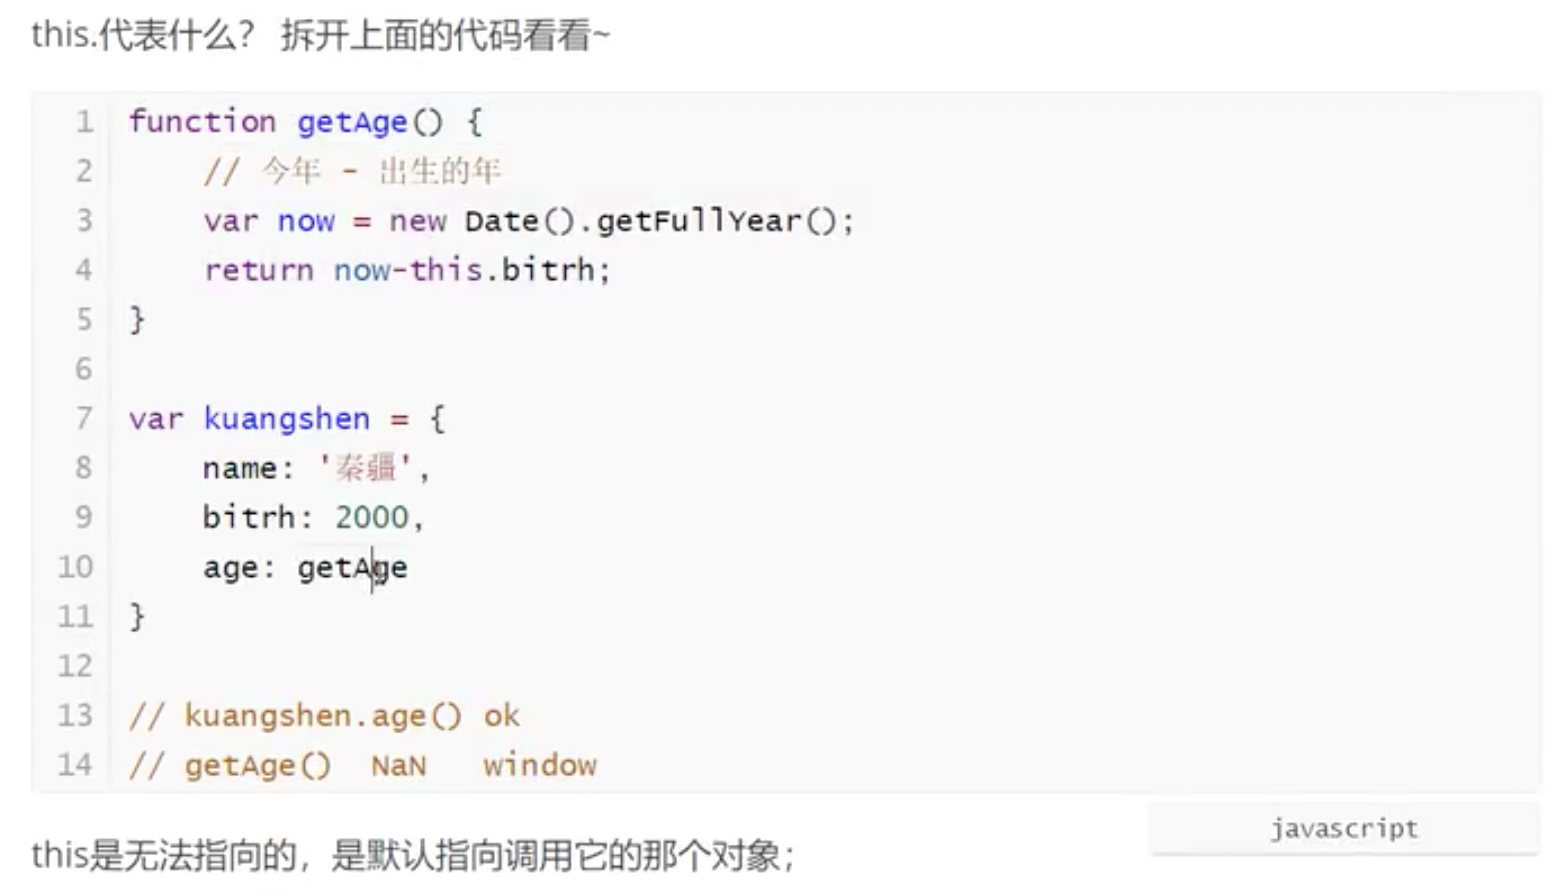 this.代表什么? 拆开上面的代码看看~
1 function getAge() {
2 // 今年 - 出生的年
3 var now = new Date().getFullYear();
4 return now-this.bitrh;
5 }
6
7 var kuangshen = {
8 name: '秦疆',
9 bitrh: 2000,
10 age: getAge
11 }
12
13 // kuangshen.age() ok
14 // getAge() NaN window
javascript
this是无法指向的，是默认指向调用它的那个对象；